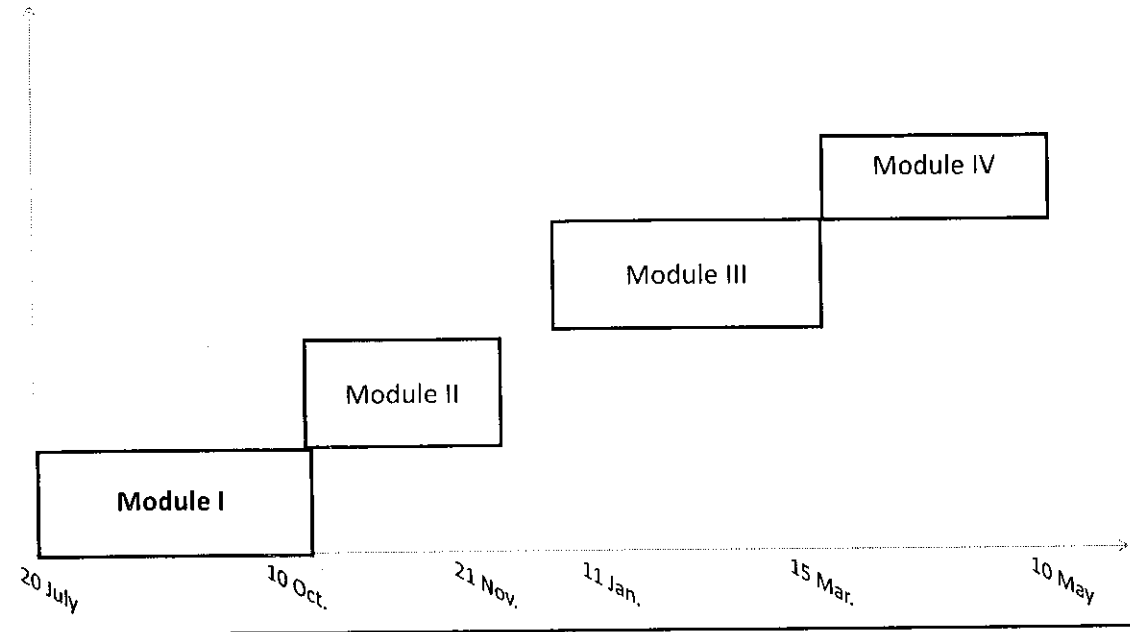 Module IV
Module III
Module II
Module I
20 July
10 Oct.
21 Nov.
11 Jan.
15 Mar.
10 May